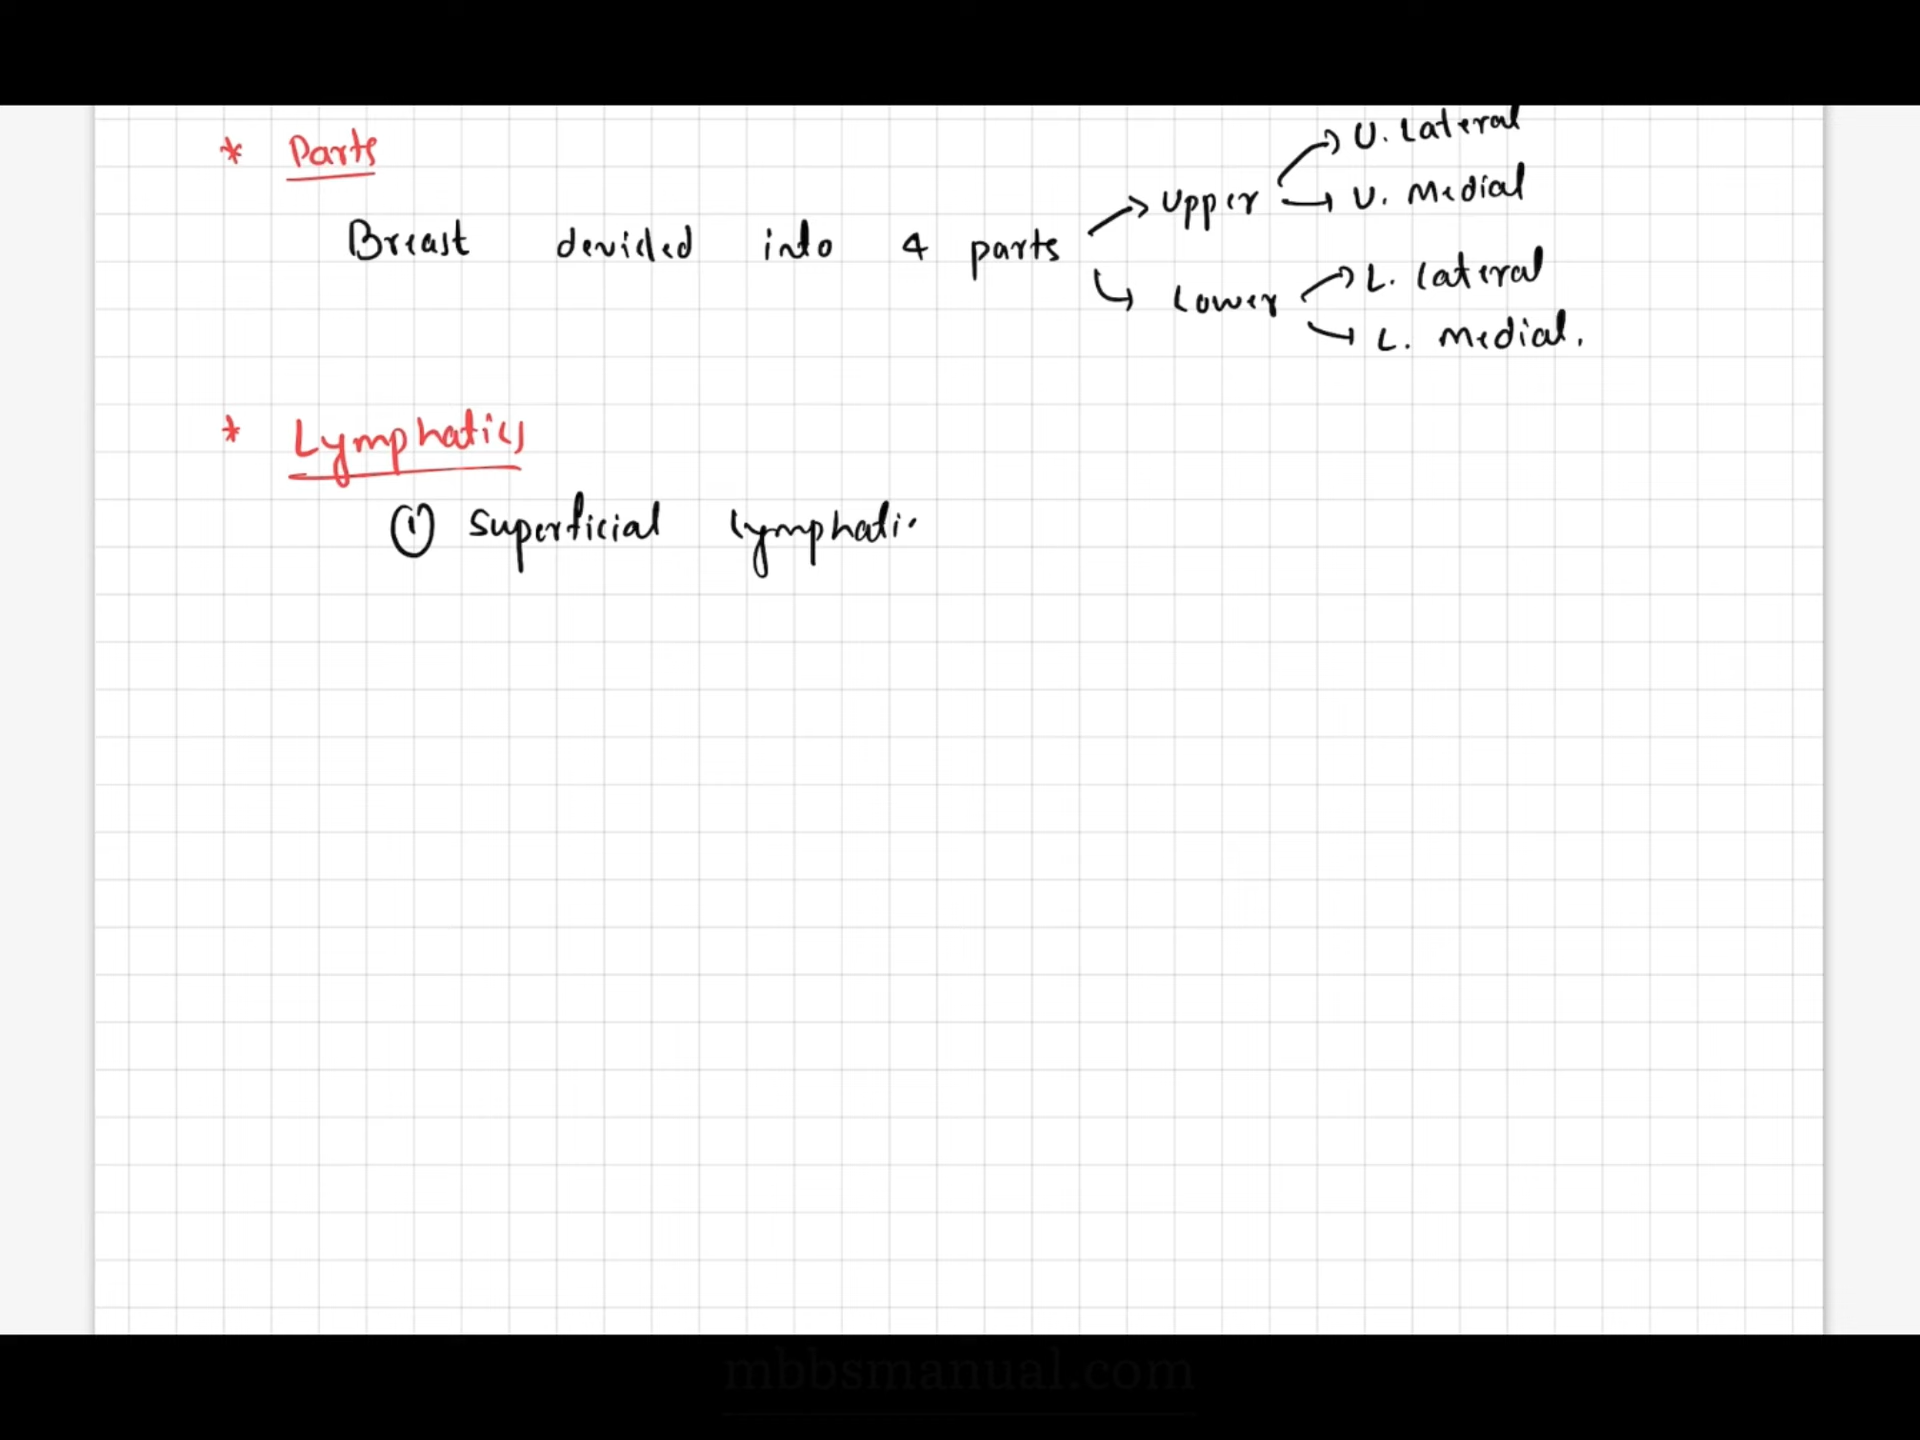 * Parts
Breast devided into 4 parts
Upper
U. Lateral
U. Medial
Lower
L. Lateral
L. Medial.
* Lymphatics
① Superficial lymphati
mbbsmanual.com